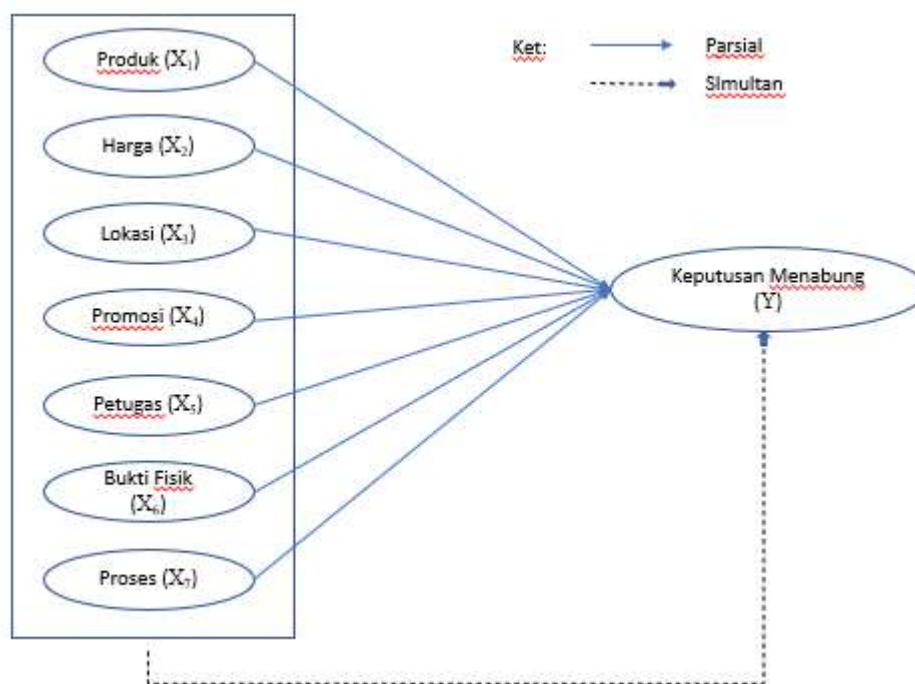 Produk (X₁)
Harga (X₂)
Lokasi (X₃)
Promosi (X₄)
Petugas (X₅)
Bukti Fisik
(X₆)
Proses (X₇)
Ket:
Parsial
SImultan
Keputusan Menabung
(Y)